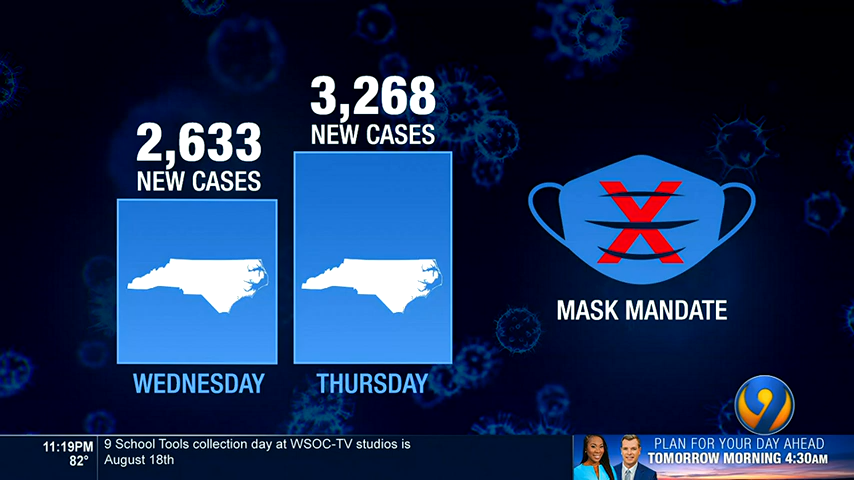 2,633
NEW CASES
WEDNESDAY
3,268
NEW CASES
THURSDAY
X
MASK MANDATE
9
11:19PM
82°
9 School Tools collection day at WSOC-TV studios is
August 18th
PLAN FOR YOUR DAY AHEAD
TOMORROW MORNING 4:30AM